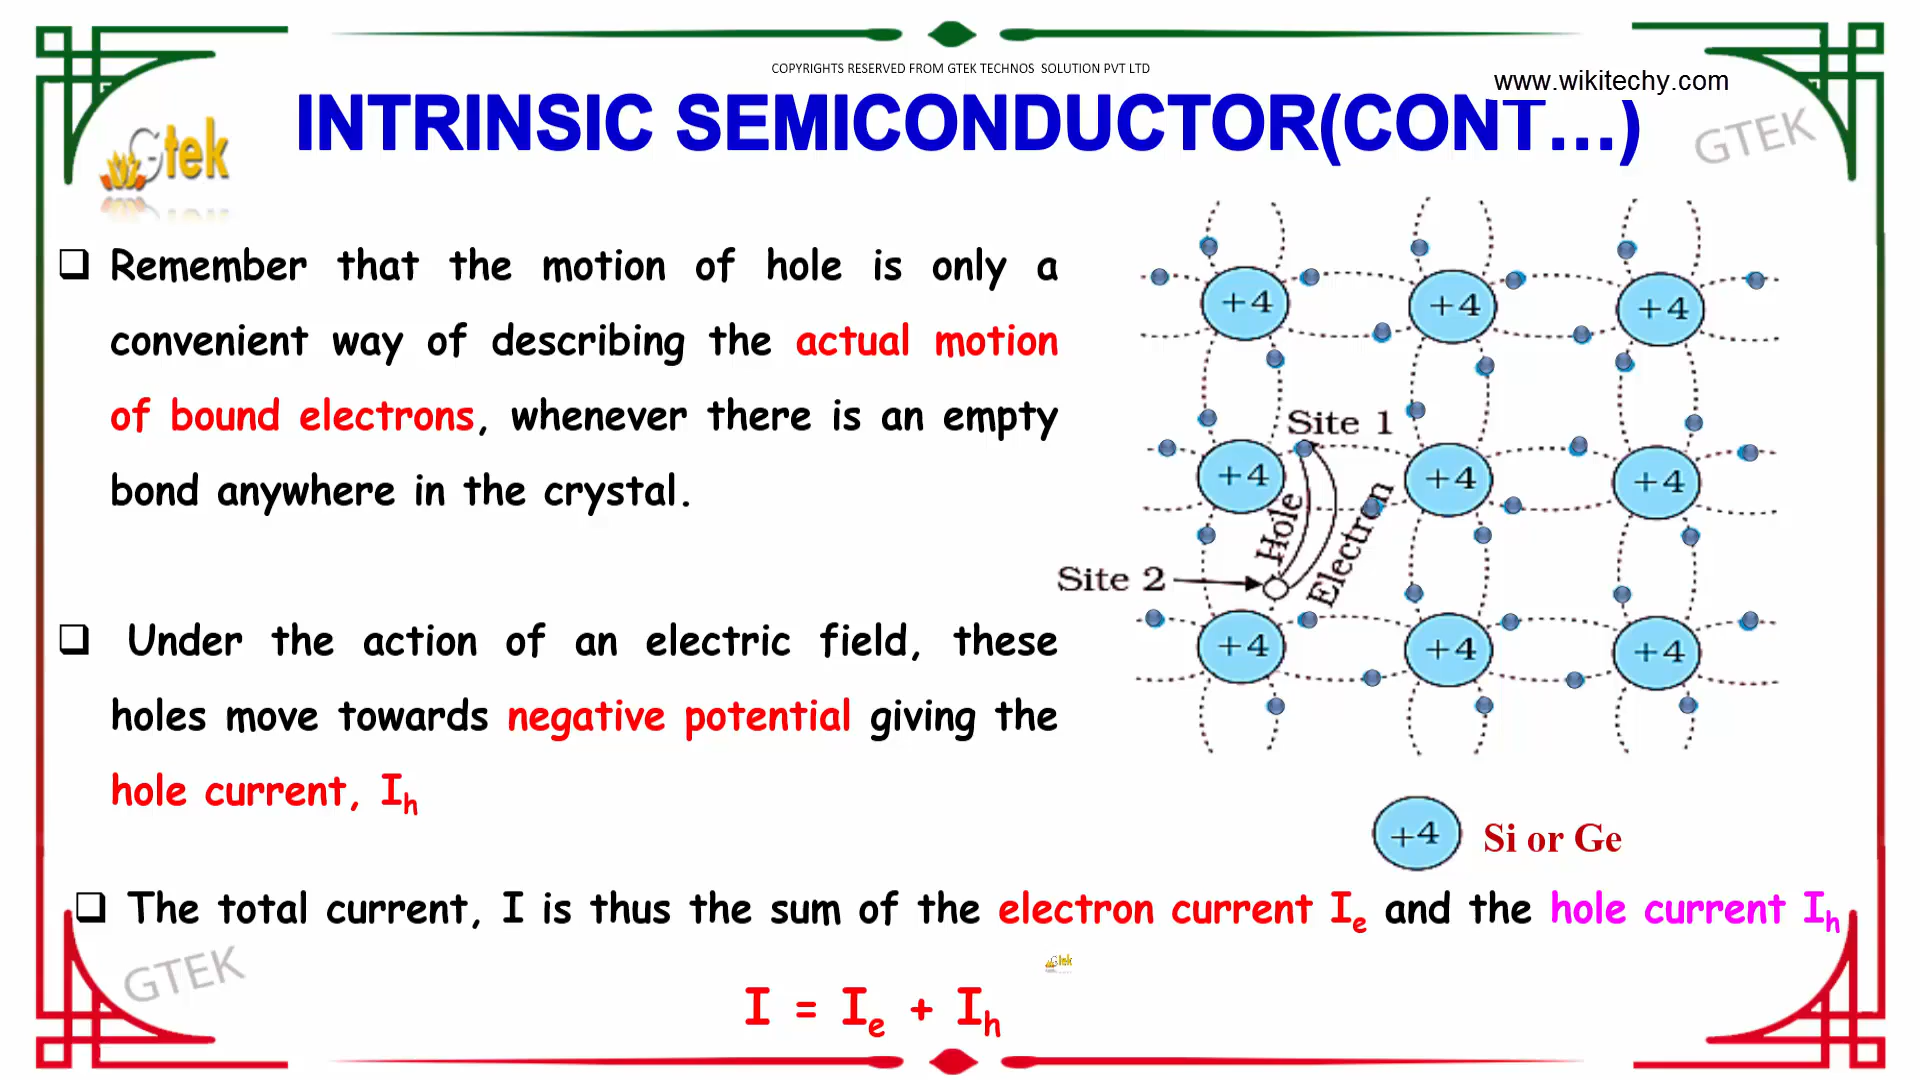 COPYRIGHTS RESERVED FROM GTEK TECHNOS SOLUTION PVT LTD
www.wikitechy.com
INTRINSIC SEMICONDUCTOR(CONT...)
Gtek
GTEK
Remember that the motion of hole is only a
convenient way of describing the actual motion
of bound electrons, whenever there is an empty
bond anywhere in the crystal.
Under the action of an electric field, these
holes move towards negative potential giving the
hole current, Ih
+4 +4 +4
Site 1
+4 +4 +4
Hole
Electron
Site 2
+4 +4 +4
+4 Si or Ge
The total current, I is thus the sum of the electron current Ie and the hole current Ih
GTEK
Gtek
I = Ie + Ih